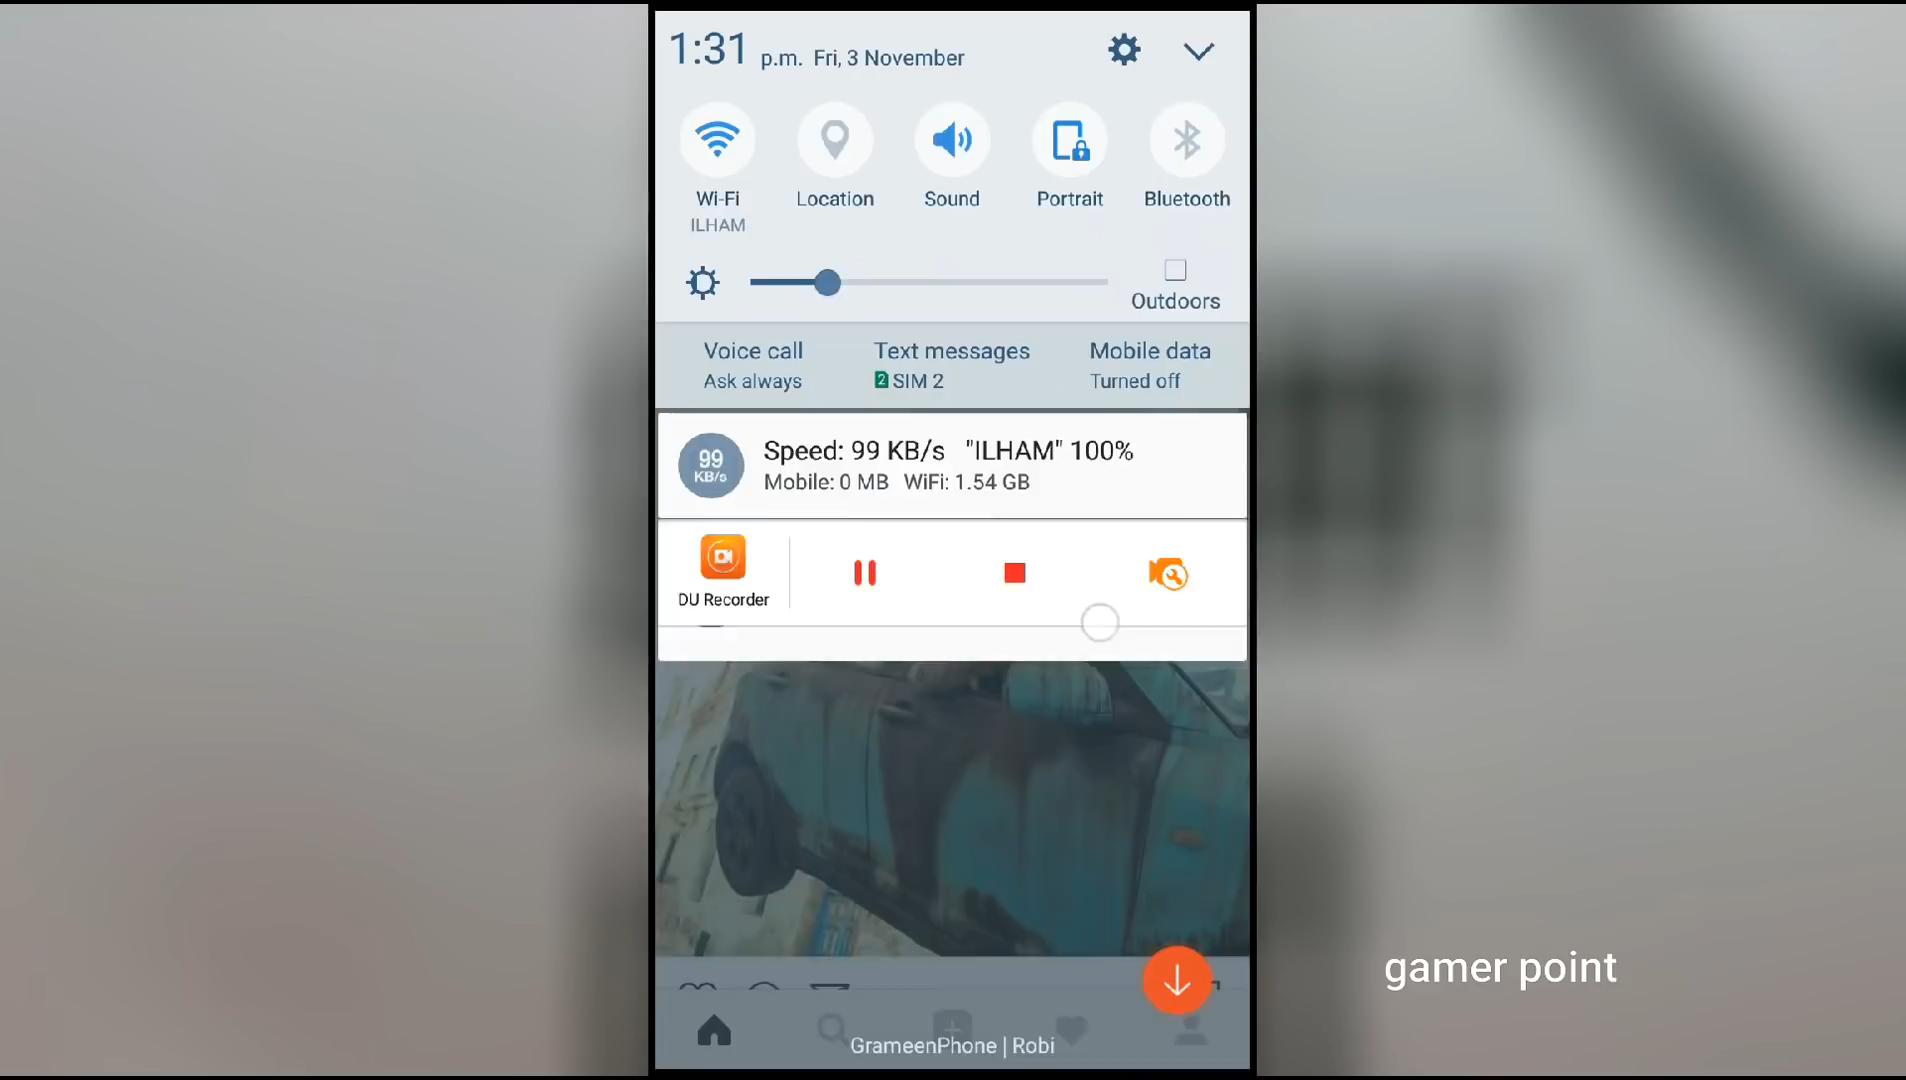 1:31 p.m. Fri, 3 November
Wi-Fi Location Sound Portrait Bluetooth
ILHAM
Outdoors
Voice call Text messages Mobile data
Ask always 2 SIM 2 Turned off
99 KB/s
Speed: 99 KB/s "ILHAM" 100%
Mobile: 0 MB WiFi: 1.54 GB
DU Recorder
gamer point
GrameenPhone | Robi